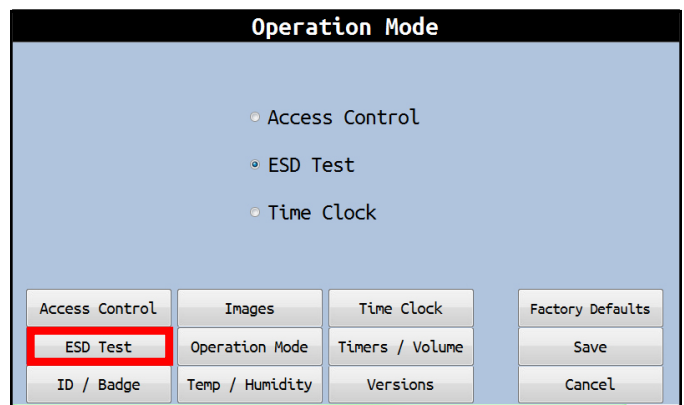 Operation Mode
Access Control
ESD Test
Time Clock
Access Control Images Time Clock Factory Defaults
ESD Test Operation Mode Timers / Volume Save
ID / Badge Temp / Humidity Versions Cancel